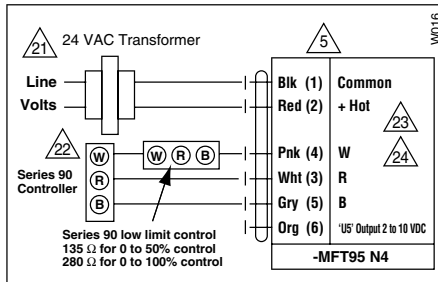 21
24 VAC Transformer
5
W016
Line
Volts
Blk (1) Common
Red (2) + Hot
23
22
24
W
W R B
Pnk (4) W
Series 90
Controller
R
Wht (3) R
B
Gry (5) B
Org (6) 'U5' Output 2 to 10 VDC
Series 90 low limit control
135 Ω for 0 to 50% control
280 Ω for 0 to 100% control
-MFT95 N4